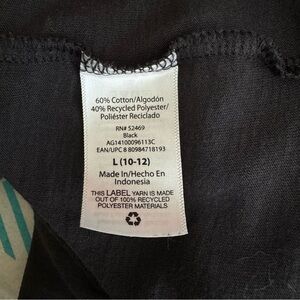 60% Cotton/Algodón
40% Recycled Polyester/
Poliéster Reciclado
RN# 52469
Black
AG14100096113C
EAN/UPC 8 80984718193
L (10-12)
Made In/Hecho En
Indonesia
THIS LABEL YARN IS MADE
OUT OF 100% RECYCLED
POLYESTER MATERIALS